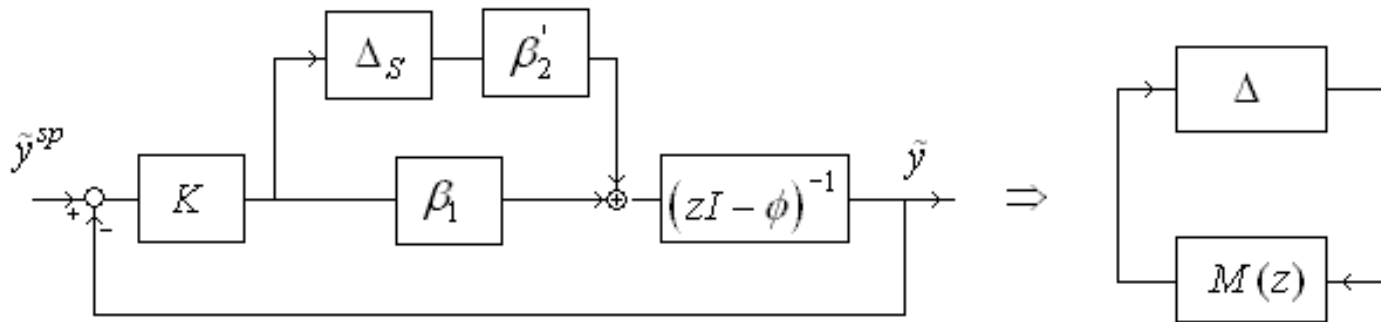 Δ_S
β'_2
Δ
ỹ^{sp}
ỹ
+
-
K
β_1
+
(zI - ϕ)^{-1}
⇒
M(z)